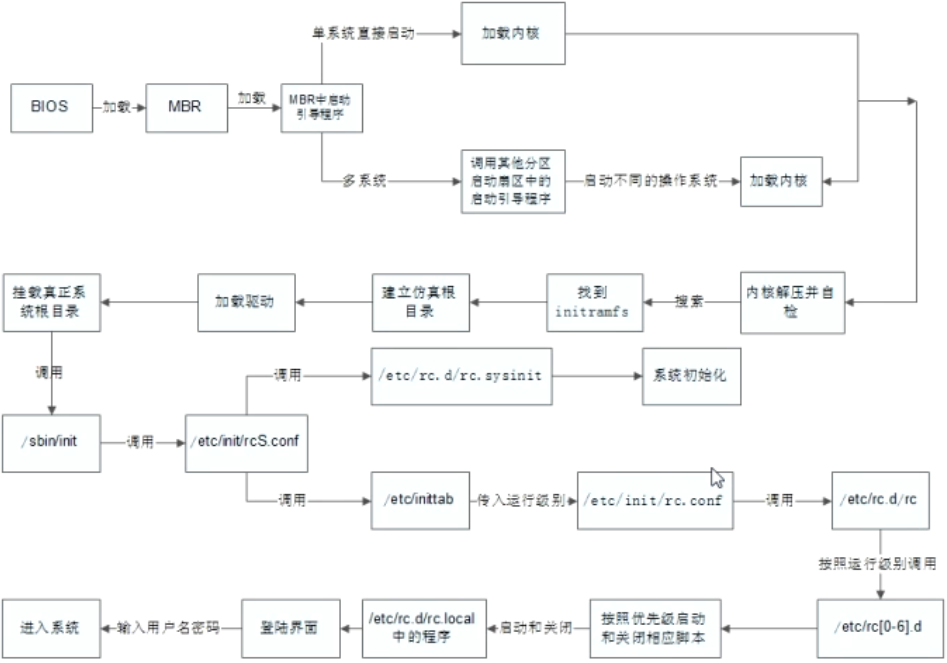 单系统直接启动
加载内核
BIOS
加载
MBR
加载
MBR中启动
引导程序
多系统
调用其他分区
启动扇区中的
启动引导程序
启动不同的操作系统
加载内核
挂载真正系
统根目录
加载驱动
建立仿真根
目录
找到
initramfs
搜索
内核解压并自
检
调用
调用
/etc/rc.d/rc.sysinit
系统初始化
/sbin/init
调用
/etc/init/rcS.conf
调用
/etc/inittab
传入运行级别
/etc/init/rc.conf
调用
/etc/rc.d/rc
按照运行级别调用
进入系统
输入用户名密码
登陆界面
/etc/rc.d/rc.local
中的程序
启动和关闭
按照优先级启动
和关闭相应脚本
/etc/rc[0-6].d